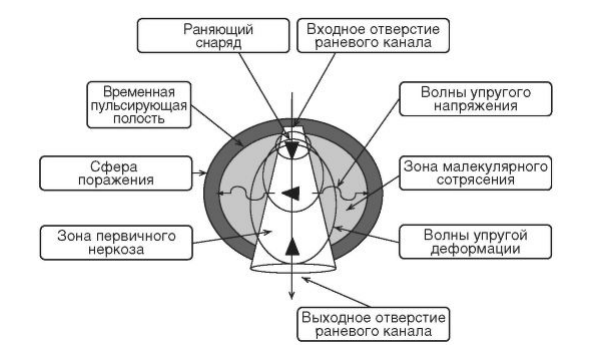 Раняющий
снаряд
Входное отверстие
раневого канала
Временная
пульсирующая
полость
Волны упругого
напряжения
Сфера
поражения
Зона малекулярного
сотрясения
Зона первичного
неркоза
Волны упругой
деформации
Выходное отверстие
раневого канала